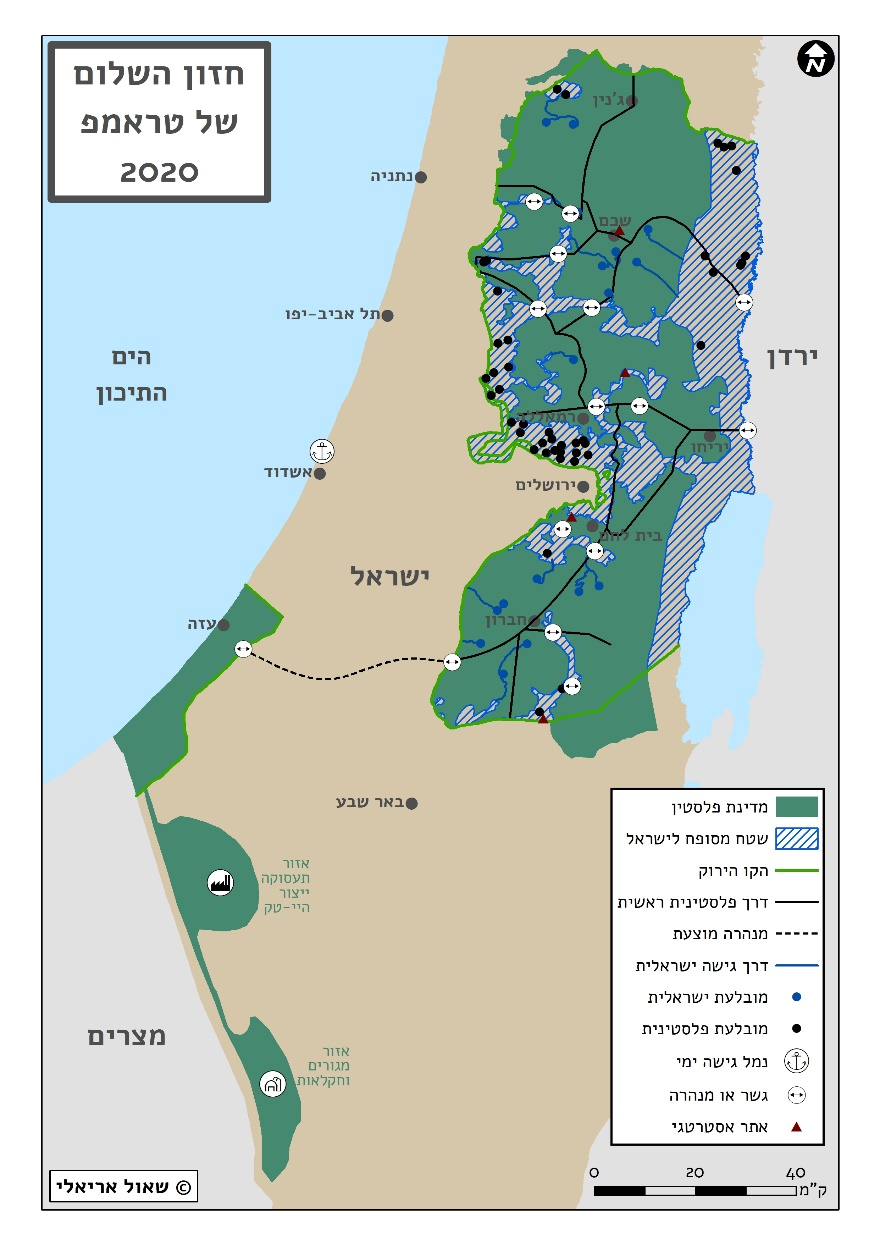 חזון השלום
של טראמפ
2020
N
ג'נין
נתניה
שכם
תל אביב-יפו
הים
התיכון
ירדן
רמאללה
יריחו
אשדוד
ירושלים
בית לחם
ישראל
עזה
חברון
באר שבע
אזור
תעסוקה
ייצור
היי-טק
מצרים
אזור
מגורים
וחקלאות
מדינת פלסטין
שטח מסופח לישראל
הקו הירוק
דרך פלסטינית ראשית
מנהרה מוצעת
דרך גישה ישראלית
מובלעת ישראלית
מובלעת פלסטינית
נמל גישה ימי
גשר או מנהרה
אתר אסטרטגי
0 20 40
ק"מ
© שאול אריאלי